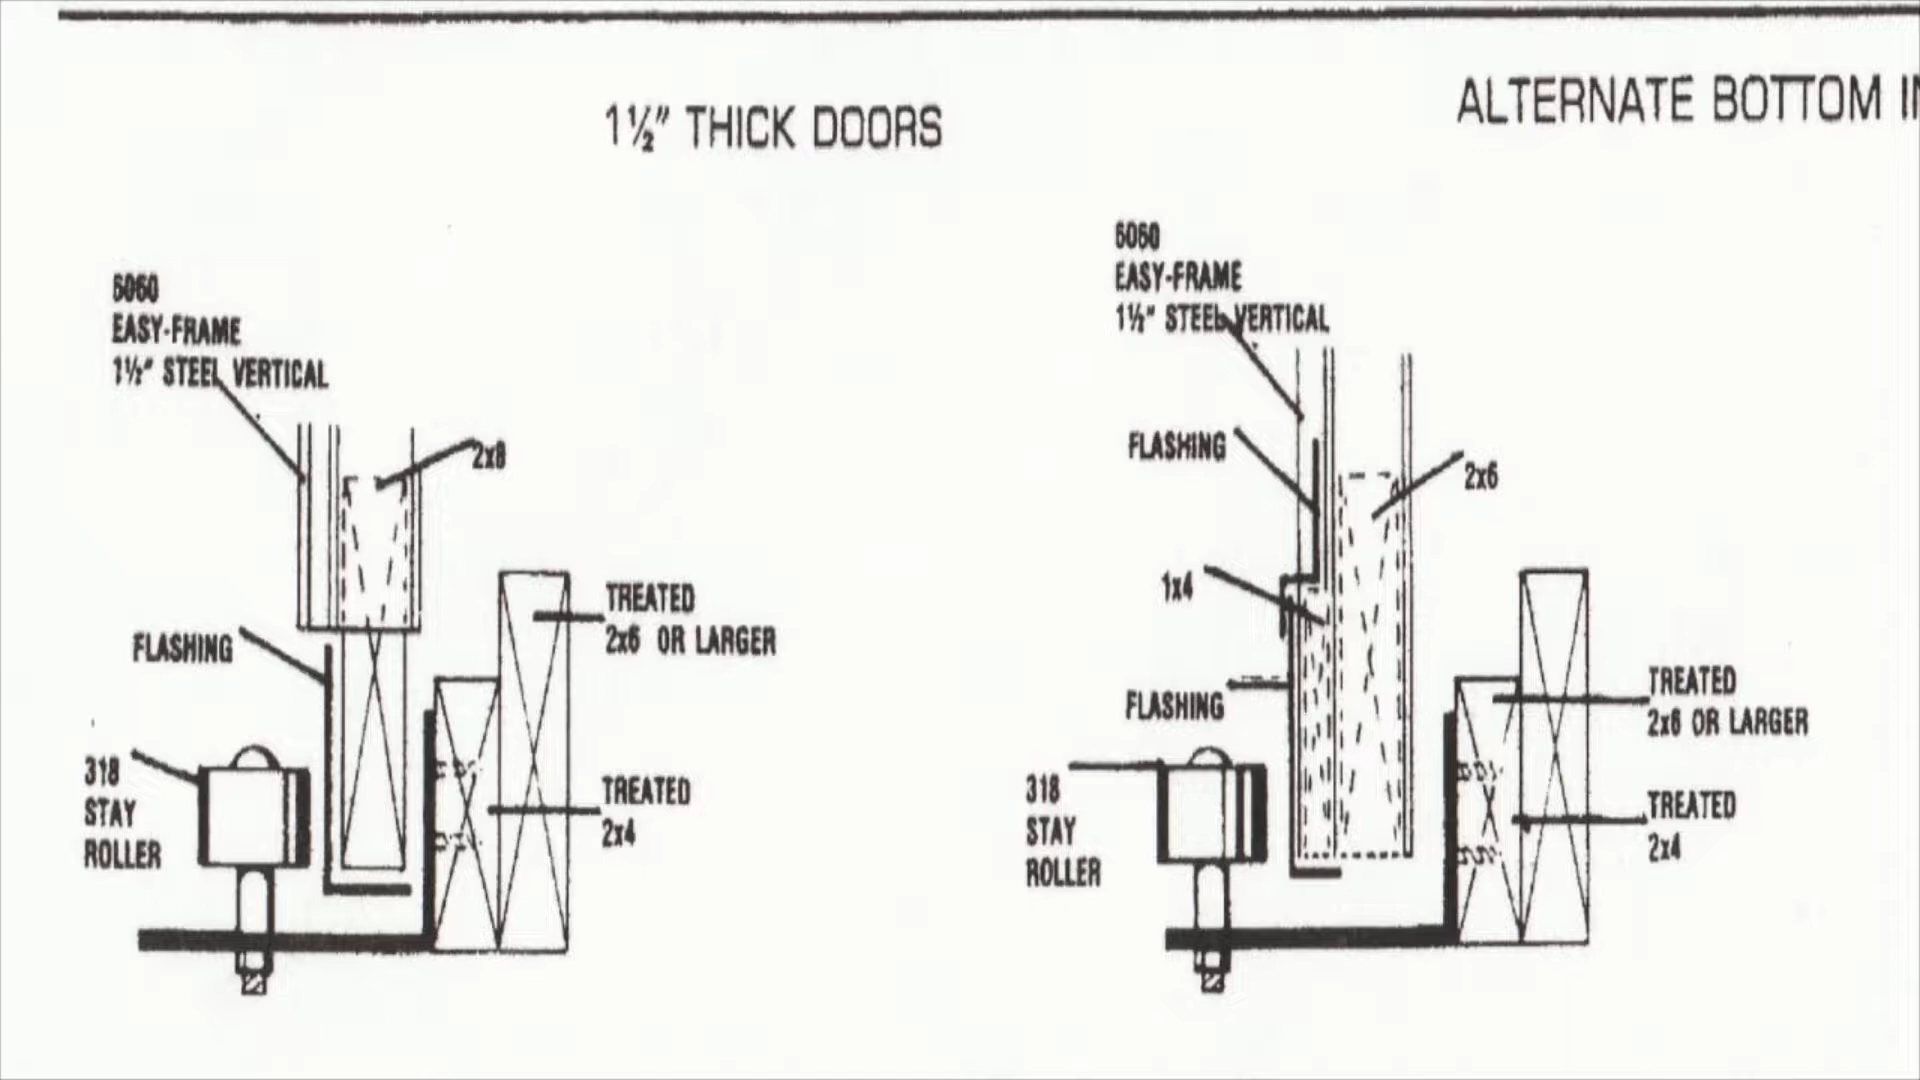 1½" THICK DOORS
ALTERNATE BOTTOM
6060
EASY-FRAME
1½" STEEL VERTICAL
2x8
FLASHING
TREATED
2x6 OR LARGER
318
STAY
ROLLER
TREATED
2x4
6060
EASY-FRAME
1½" STEEL VERTICAL
FLASHING
2x6
1x4
FLASHING
TREATED
2x6 OR LARGER
318
STAY
ROLLER
TREATED
2x4